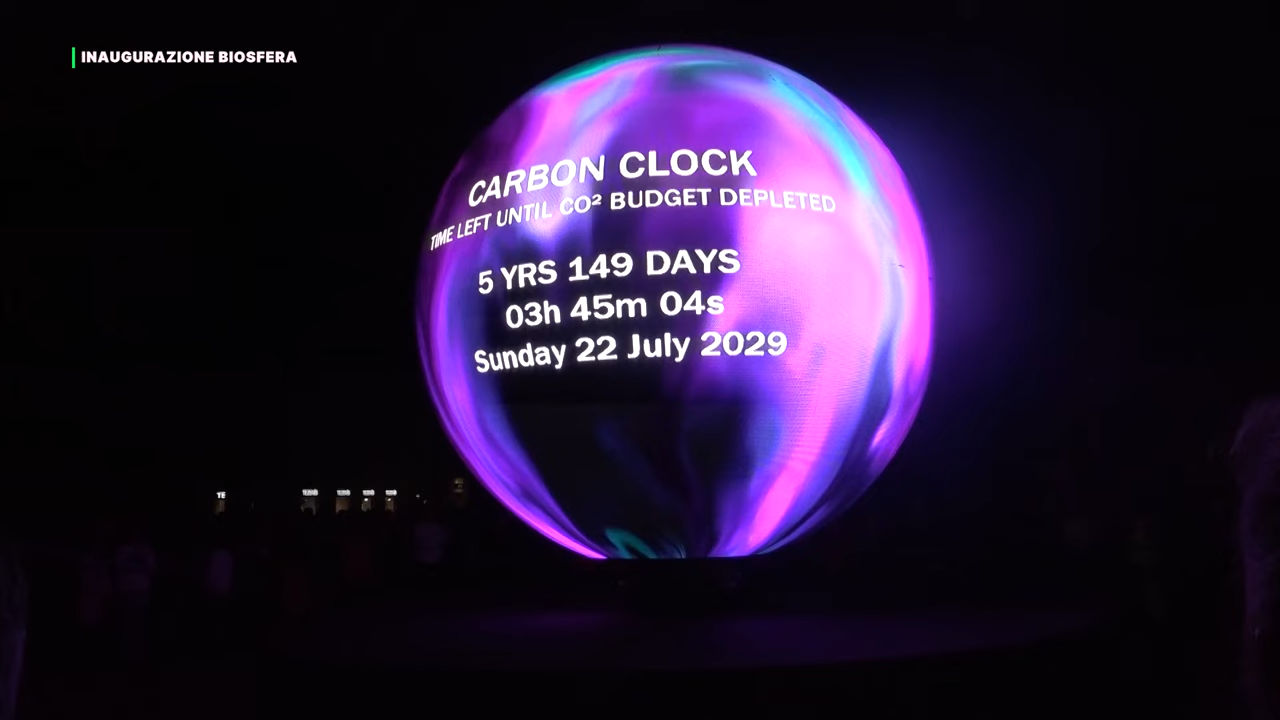 INAUGURAZIONE BIOSFERA
CARBON CLOCK
TIME LEFT UNTIL CO² BUDGET DEPLETED
5 YRS 149 DAYS
03h 45m 04s
Sunday 22 July 2029